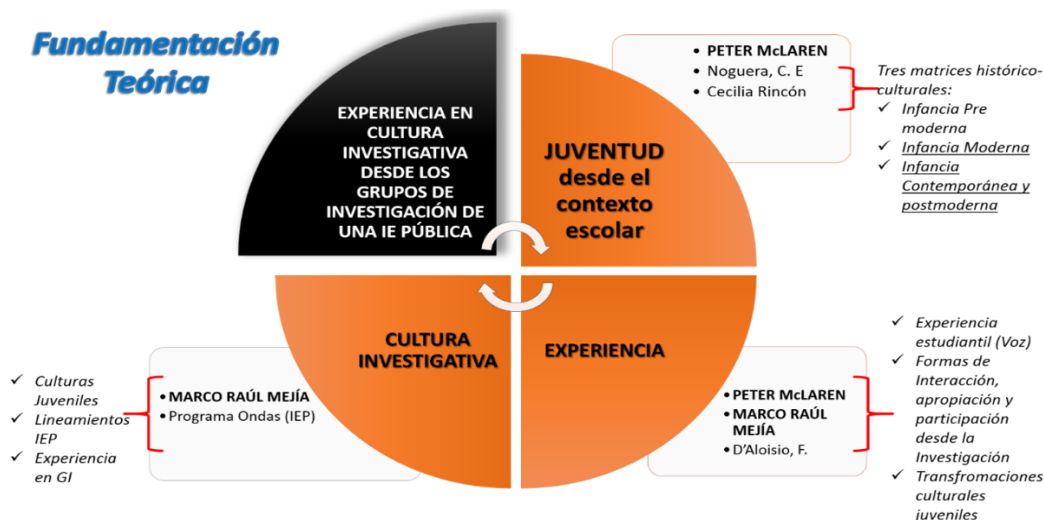 Fundamentación
Teórica
EXPERIENCIA EN
CULTURA
INVESTIGATIVA
DESDE LOS
GRUPOS DE
INVESTIGACIÓN DE
UNA IE PÚBLICA
JUVENTUD
desde el
contexto
escolar
• PETER McLAREN
• Noguera, C. E
• Cecilia Rincón
Tres matrices histórico-
culturales:
✓ Infancia Pre
moderna
✓ Infancia Moderna
✓ Infancia
Contemporánea y
postmoderna
CULTURA
INVESTIGATIVA
•MARCO RAÚL MEJÍA
•Programa Ondas (IEP)
✓ Culturas
Juveniles
✓ Lineamientos
IEP
✓ Experiencia
en GI
EXPERIENCIA
• PETER McLAREN
• MARCO RAÚL
MEJÍA
• D'Aloisio, F.
✓ Experiencia
estudiantil (Voz)
✓ Formas de
Interacción,
apropiación y
participación
desde la
Investigación
✓ Transfromaciones
culturales
juveniles